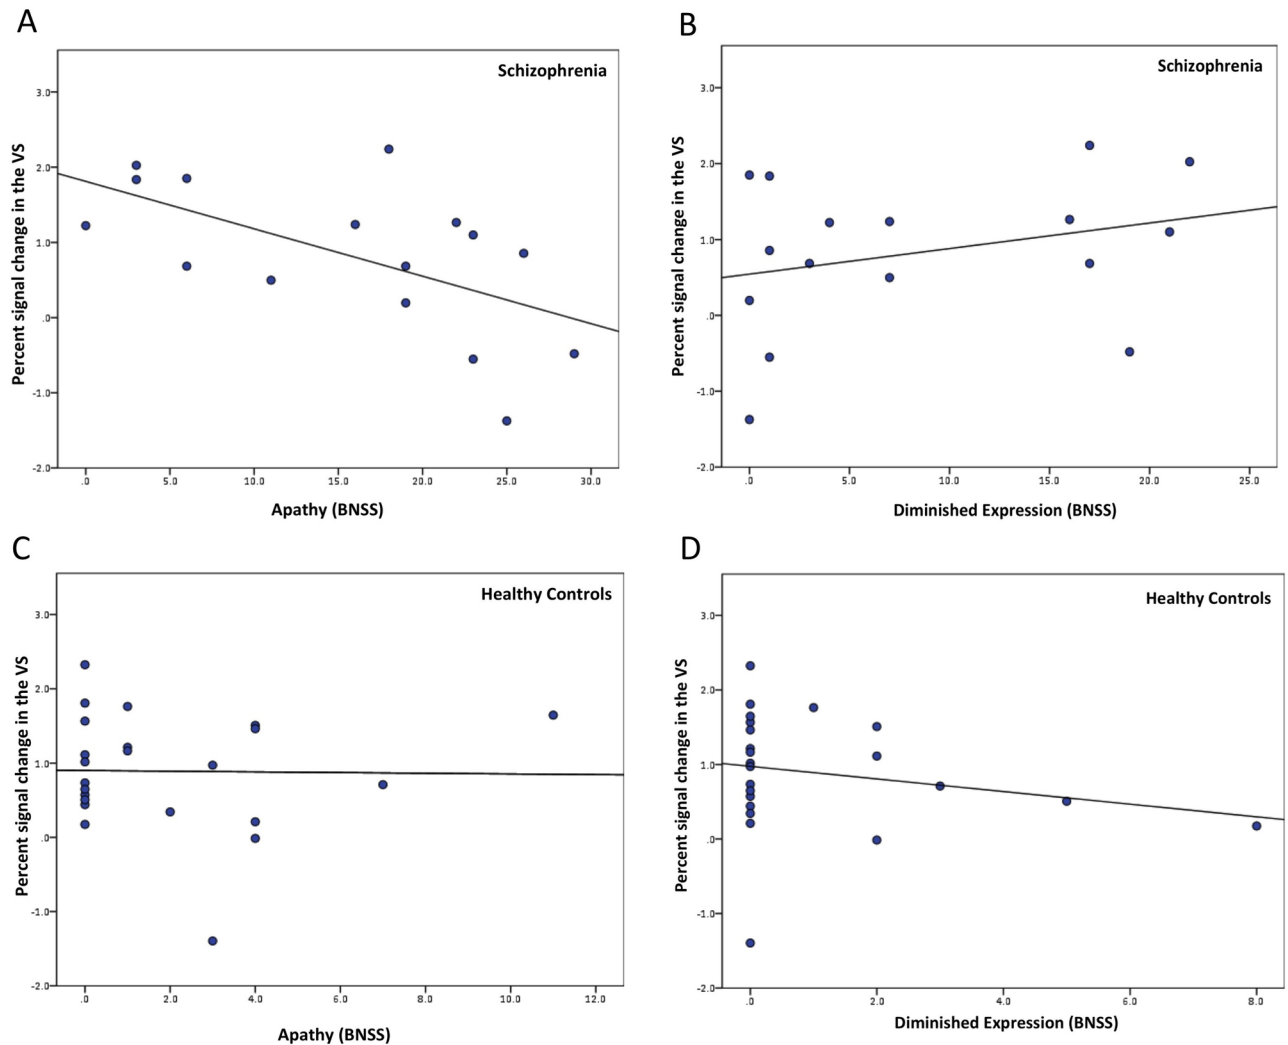 A
Schizophrenia
Percent signal change in the VS
3.0
2.0
1.0
.0
-1.0
-2.0
.0 5.0 10.0 15.0 20.0 25.0 30.0
Apathy (BNSS)
B
Schizophrenia
Percent signal change in the VS
3.0
2.0
1.0
.0
-1.0
-2.0
.0 5.0 10.0 15.0 20.0 25.0
Diminished Expression (BNSS)
C
Healthy Controls
Percent signal change in the VS
3.0
2.0
1.0
.0
-1.0
-2.0
.0 2.0 4.0 6.0 8.0 10.0 12.0
Apathy (BNSS)
D
Healthy Controls
Percent signal change in the VS
3.0
2.0
1.0
.0
-1.0
-2.0
.0 2.0 4.0 6.0 8.0
Diminished Expression (BNSS)